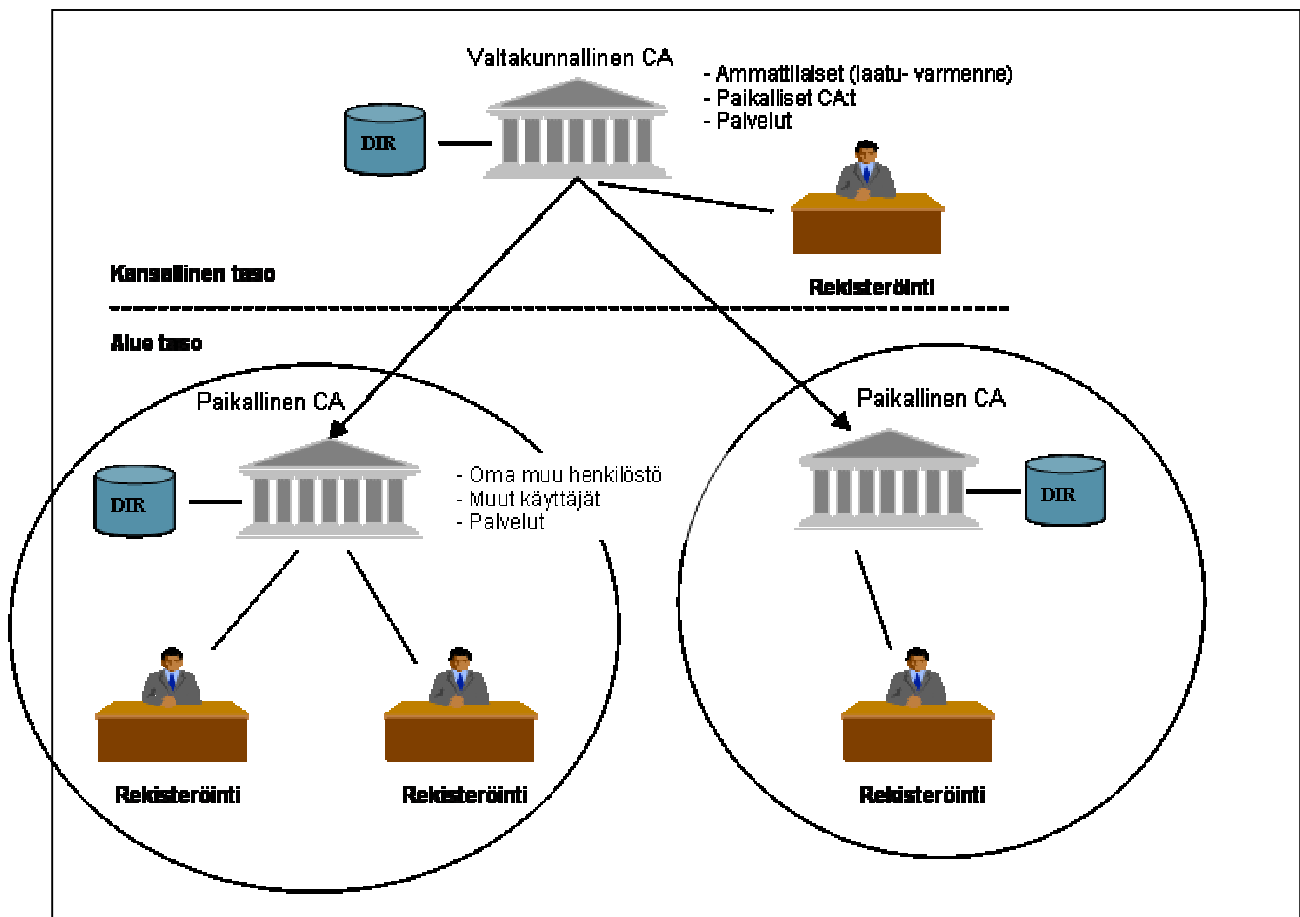 Valtakunnallinen CA
- Ammattilaiset (laatu- varmenne)
- Paikalliset CA:t
- Palvelut
DIR
Kansallinen taso
Rekisteröinti
Alue taso
Paikallinen CA
Paikallinen CA
- Oma muu henkilöstö
- Muut käyttäjät
- Palvelut
DIR
DIR
Rekisteröinti
Rekisteröinti
Rekisteröinti